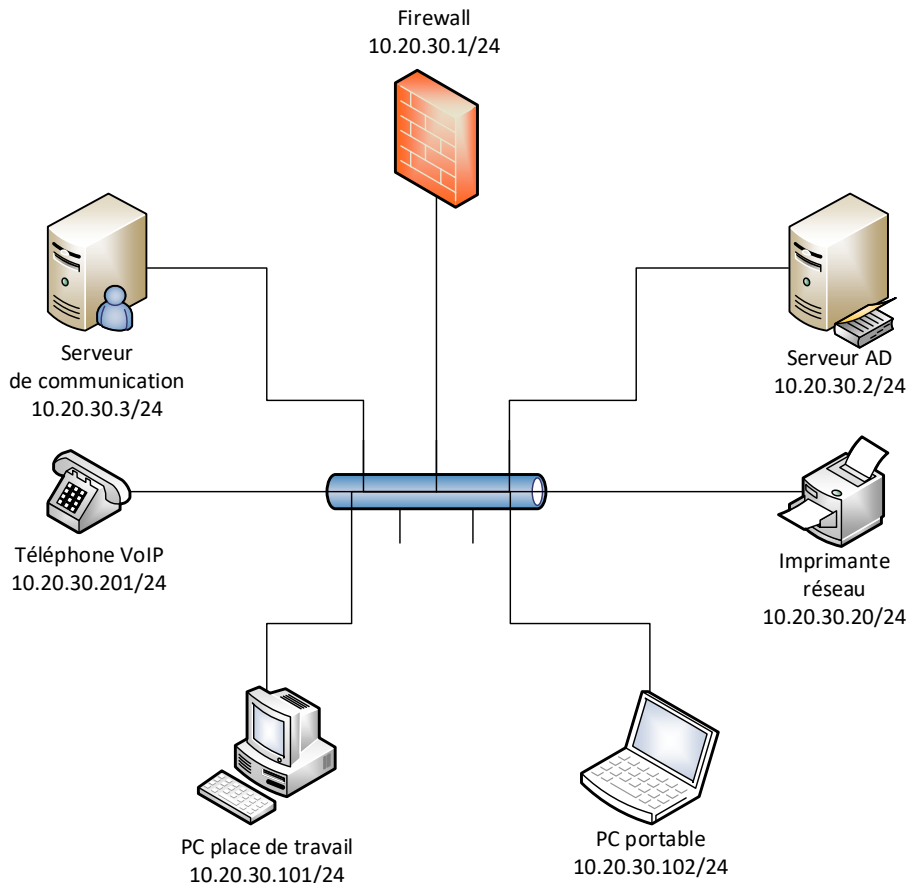 Firewall
10.20.30.1/24
Serveur
de communication
10.20.30.3/24
Serveur AD
10.20.30.2/24
Téléphone VoIP
10.20.30.201/24
Imprimante
réseau
10.20.30.20/24
PC place de travail
10.20.30.101/24
PC portable
10.20.30.102/24